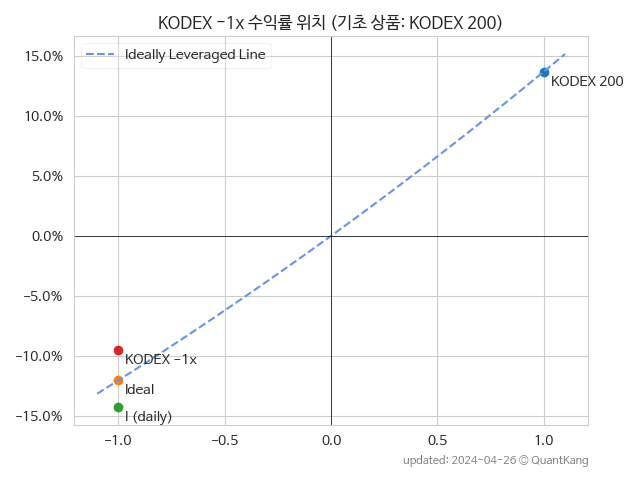 KODEX -1x 수익률 위치 (기초 상품: KODEX 200)
Ideally Leveraged Line
15.0%
KODEX 200
10.0%
5.0%
0.0%
-5.0%
-10.0%
KODEX -1x
Ideal
-15.0%
I (daily)
-1.0 -0.5 0.0 0.5 1.0
updated: 2024-04-26 © QuantKang